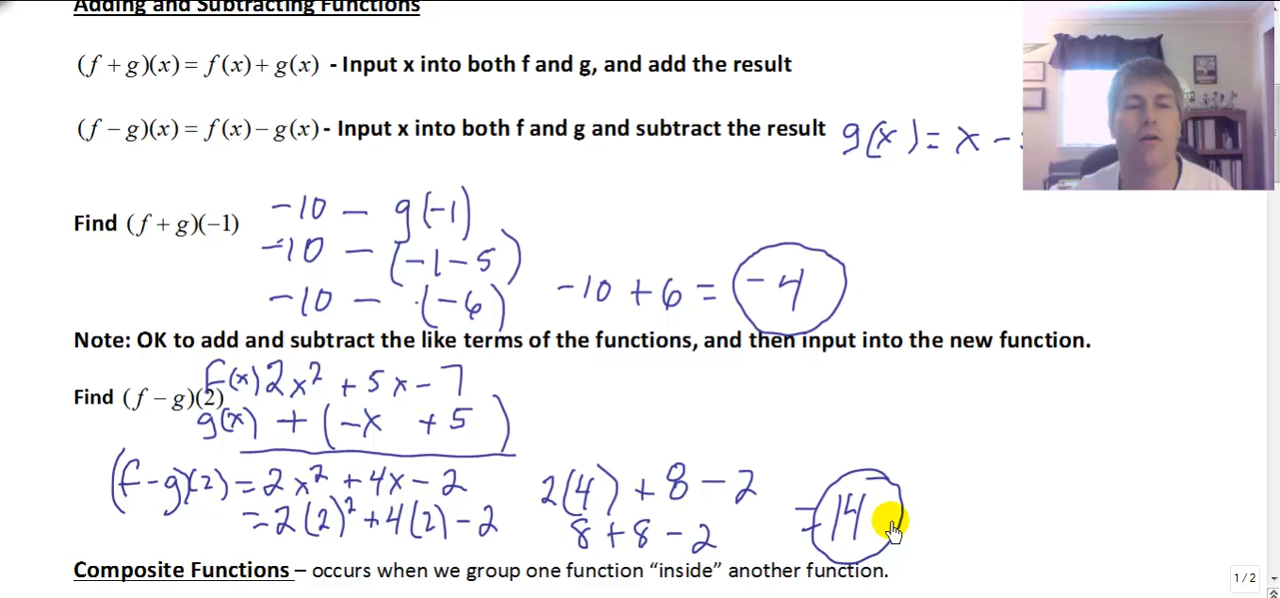 Adding and Subtracting Functions
(f + g)(x) = f(x) + g(x) - Input x into both f and g, and add the result
(f − g)(x) = f(x) − g(x) - Input x into both f and g and subtract the result
g(x) = x −
Find (f + g)(−1)
−10 − g(−1)
−10 − (−1 − 5)
−10 − (−6)
−10 + 6 = −4
Note: OK to add and subtract the like terms of the functions, and then input into the new function.
Find (f − g)(2)
f(x) 2x² + 5x − 7
g(x) + (−x + 5)
(f − g)(2) = 2x² + 4x − 2
= 2(2)² + 4(2) − 2
2(4) + 8 − 2
8 + 8 − 2
= 14
Composite Functions – occurs when we group one function “inside” another function.
1 / 2